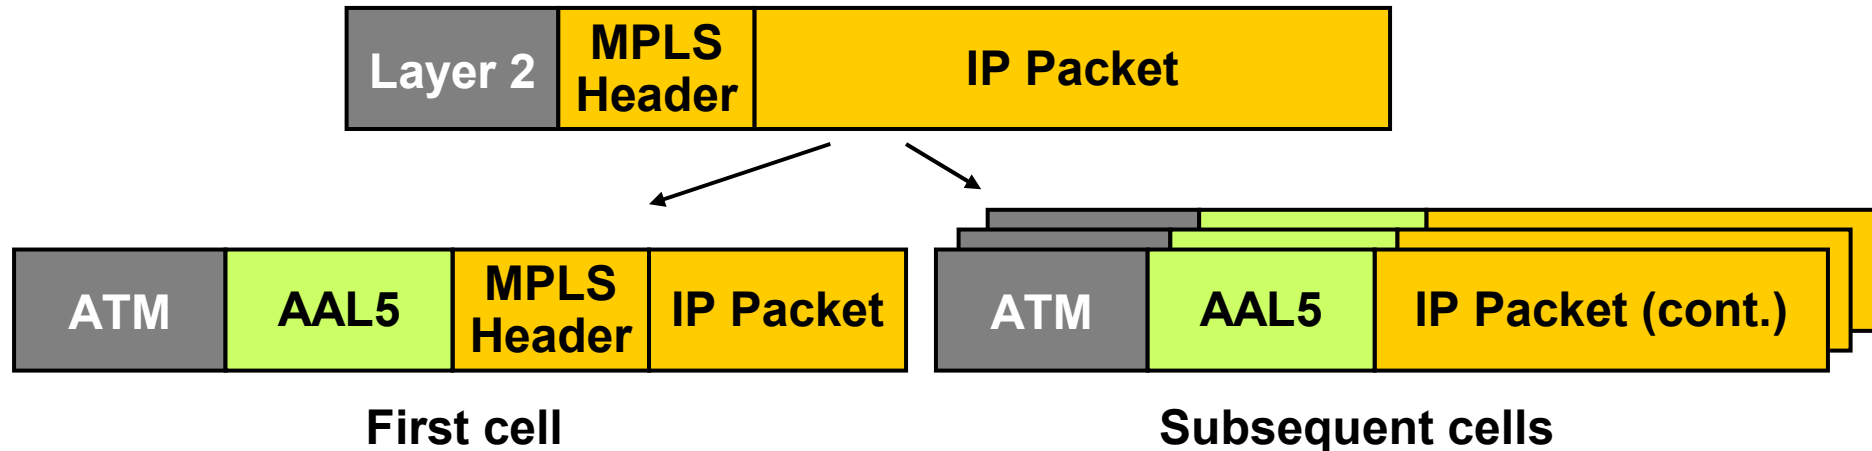 Layer 2
MPLS
Header
IP Packet
ATM
AAL5
MPLS
Header
IP Packet
ATM
AAL5
IP Packet (cont.)
First cell
Subsequent cells